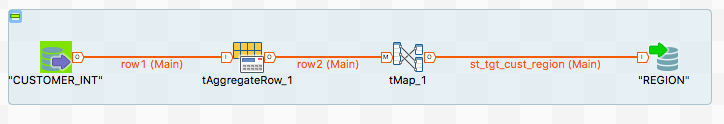 O I O M O I
row1 (Main) row2 (Main) st_tgt_cust_region (Main)
"CUSTOMER_INT" tAggregateRow_1 tMap_1 "REGION"